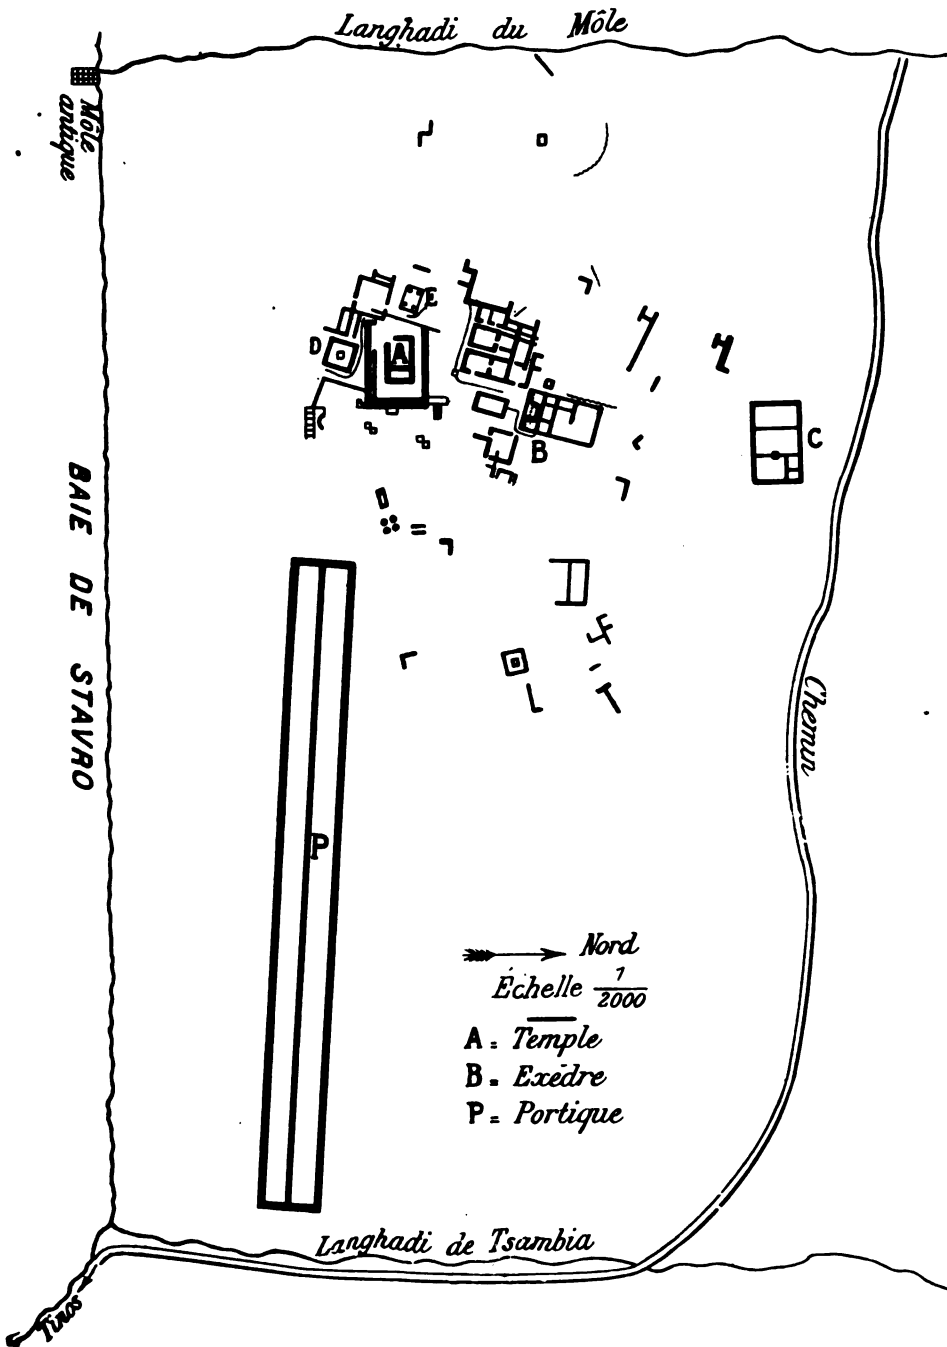 Langhadi du Môle
Môle
antique
E
D
A
B
C
BAIE DE STAVRO
Chemin
P
Nord
Échelle 1/2000
A = Temple
B = Exédre
P = Portique
Langhadi de Tsambia
Tinos